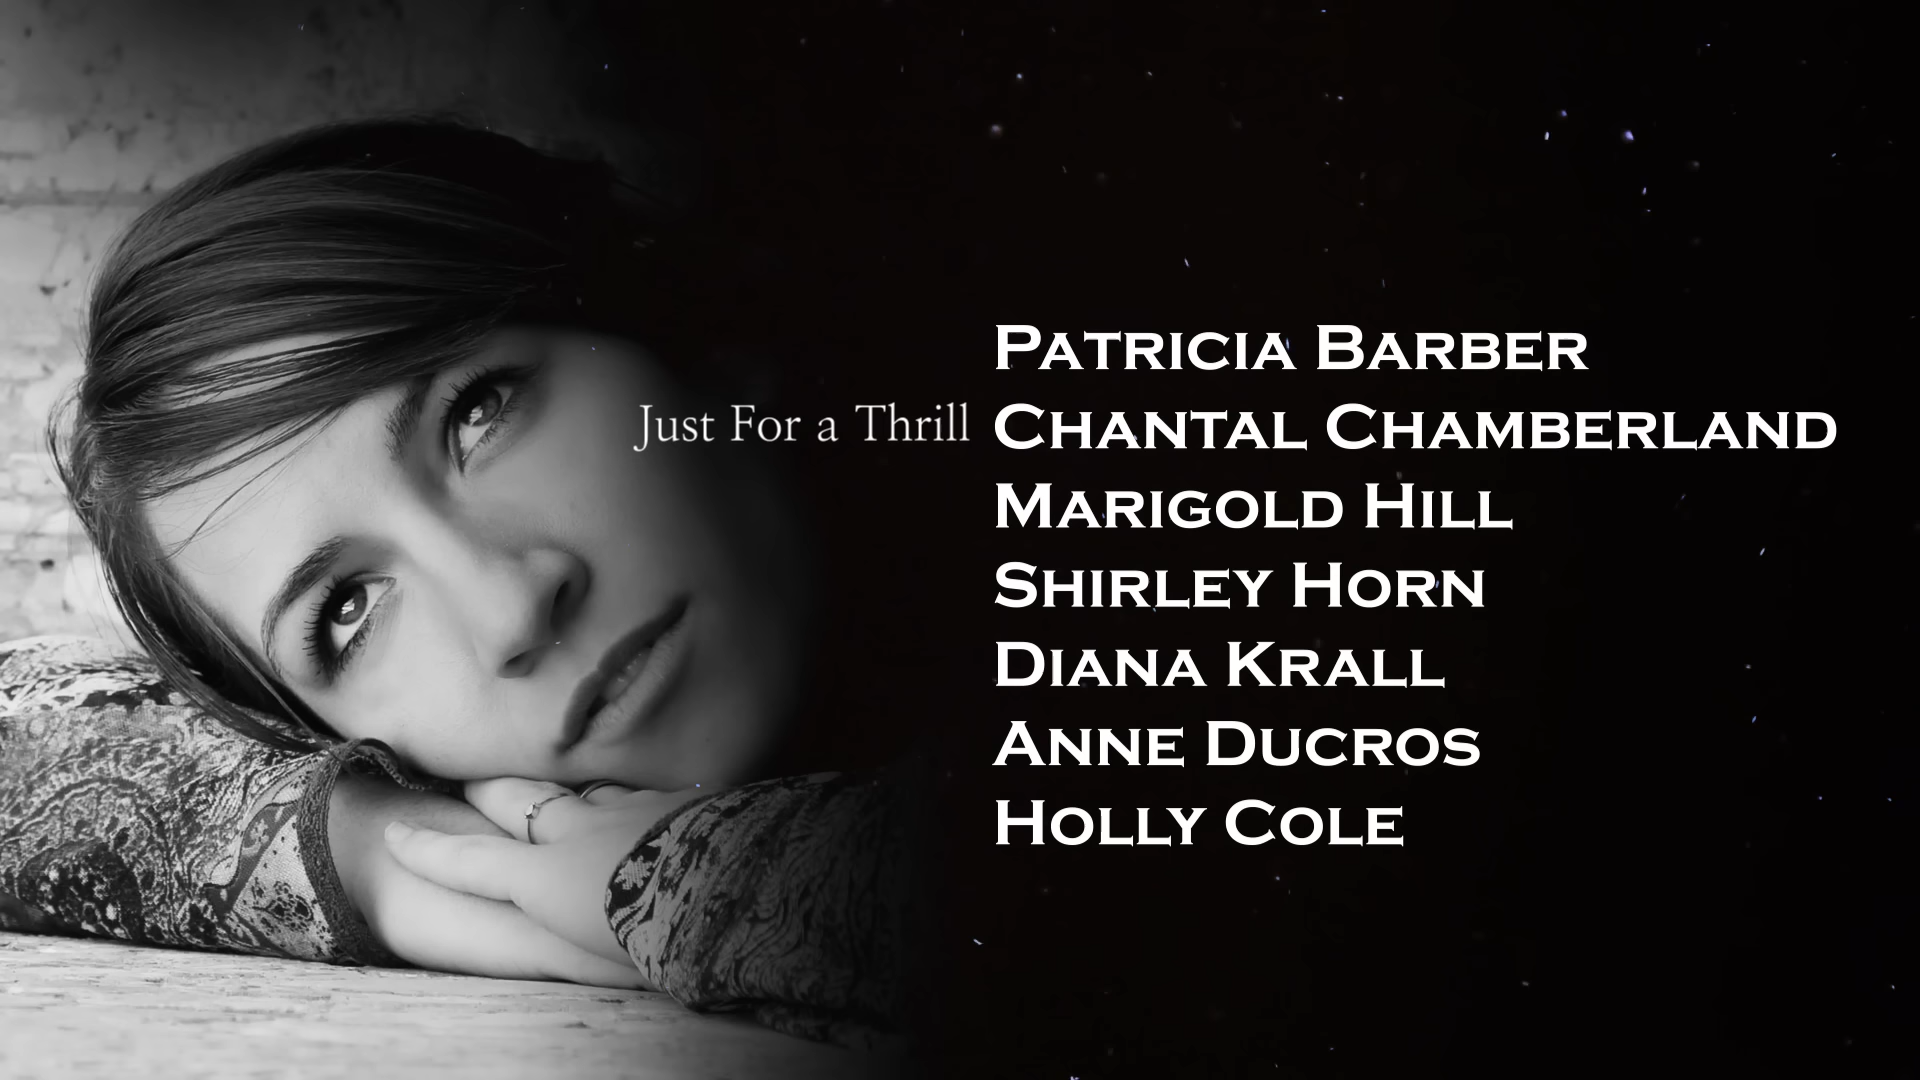 Patricia Barber
Just For a Thrill
Chantal Chamberland
Marigold Hill
Shirley Horn
Diana Krall
Anne Ducros
Holly Cole